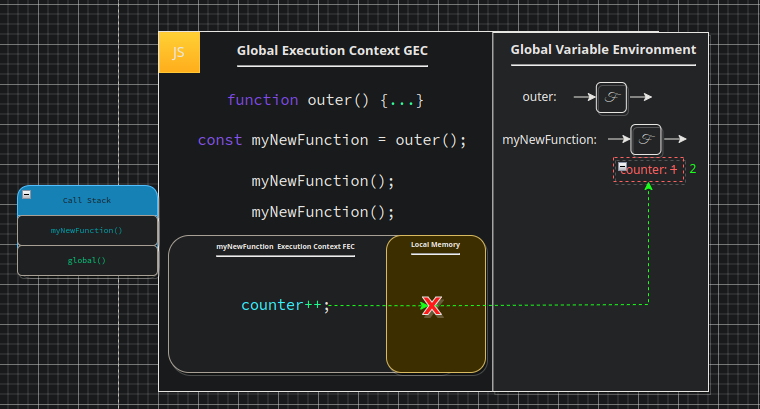 JS
Global Execution Context GEC
function outer() {...}
const myNewFunction = outer();
myNewFunction();
myNewFunction();
Call Stack
myNewFunction()
global()
myNewFunction Execution Context FEC
counter++;
Local Memory
X
Global Variable Environment
outer:
ℱ
myNewFunction:
ℱ
counter: 1 2